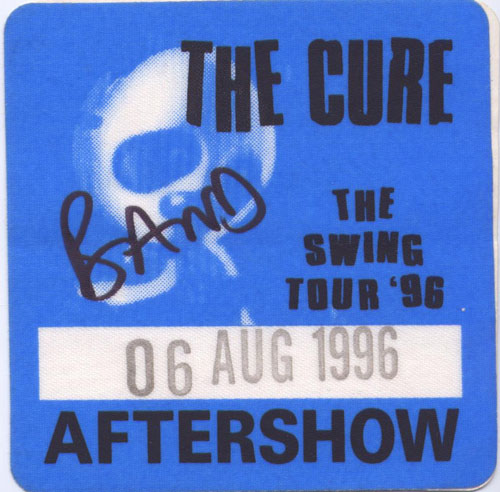 THE CURE
BAND
THE
SWING
TOUR '96
06 AUG 1996
AFTERSHOW